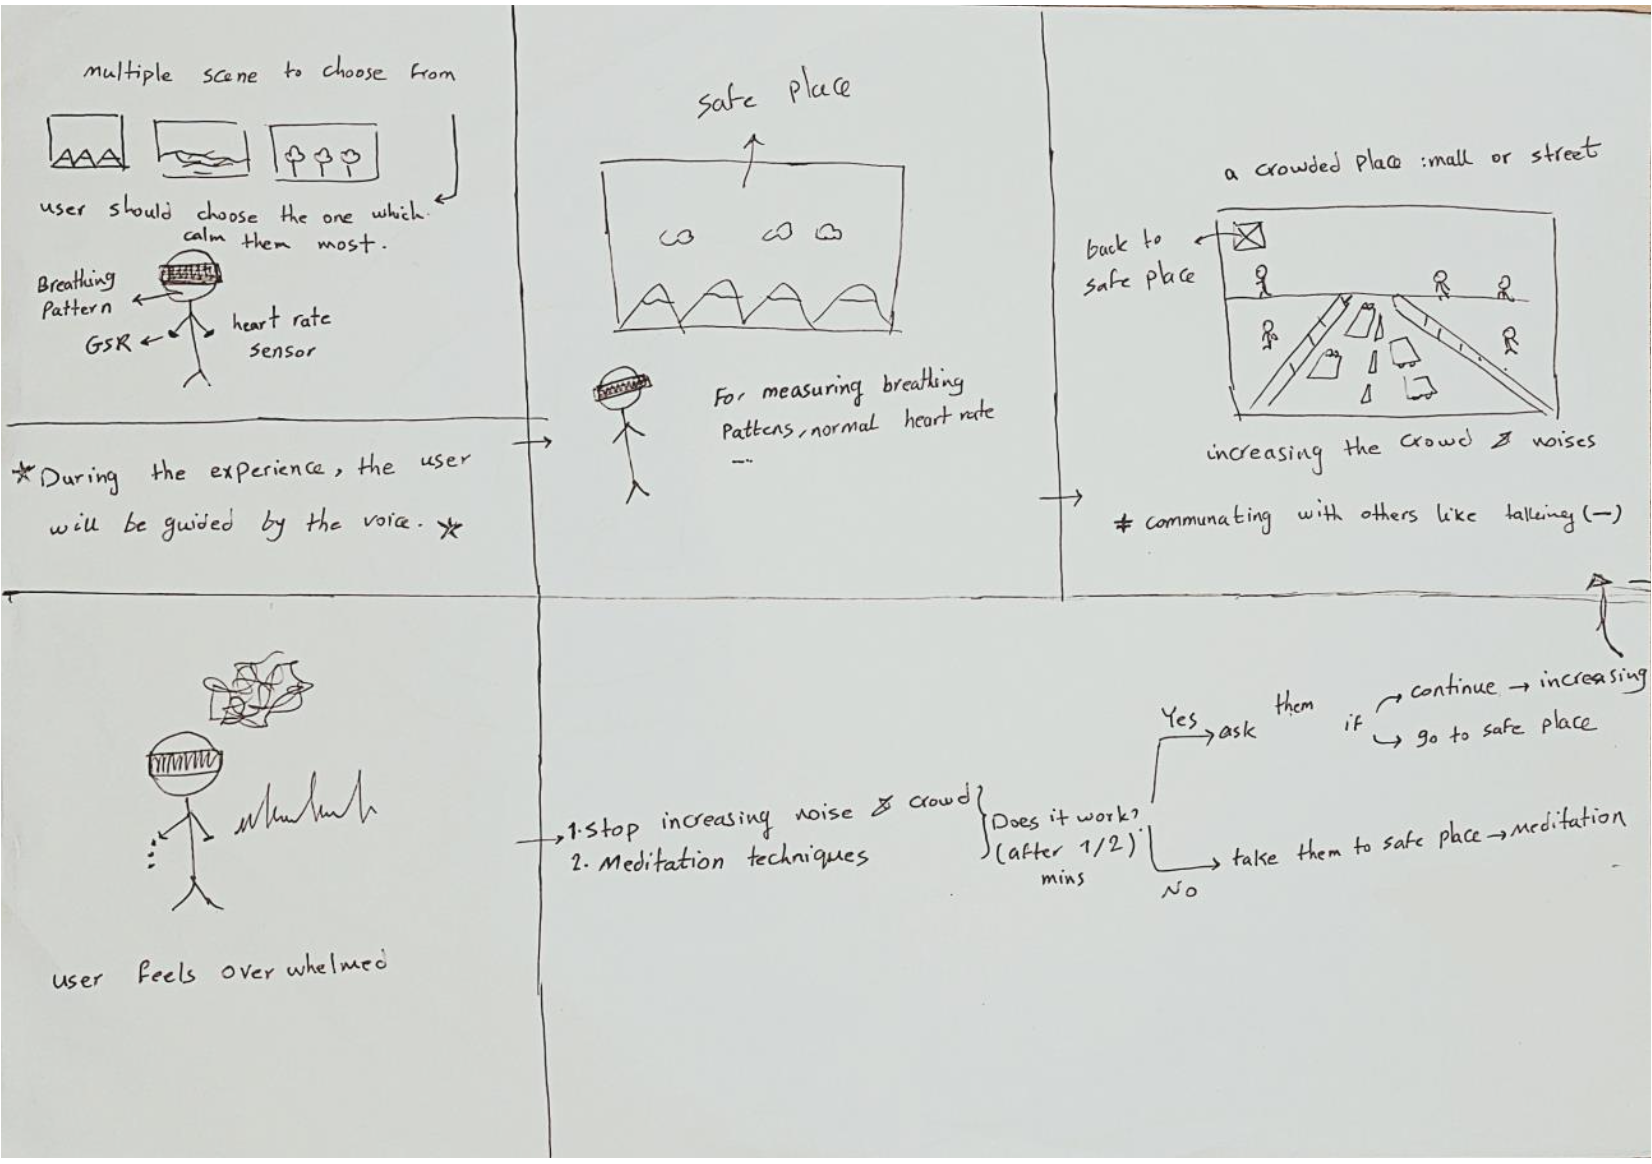 multiple scene to choose from
user should choose the one which
calm them most.
Breathing
Pattern
GSR
heart rate
sensor
*During the experience, the user
will be guided by the voice. *
safe place
For measuring breathing
Pattens, normal heart rate
...
a crowded place : mall or street
back to
safe place
increasing the crowd & noises
* communating with others like talking (—)
user feels over whelmed
1. stop increasing noise & crowd
2. Meditation techniques
Does it work?
(after 1/2)
mins
Yes → ask them if → continue → increasing
→ go to safe place
No → take them to safe place → meditation